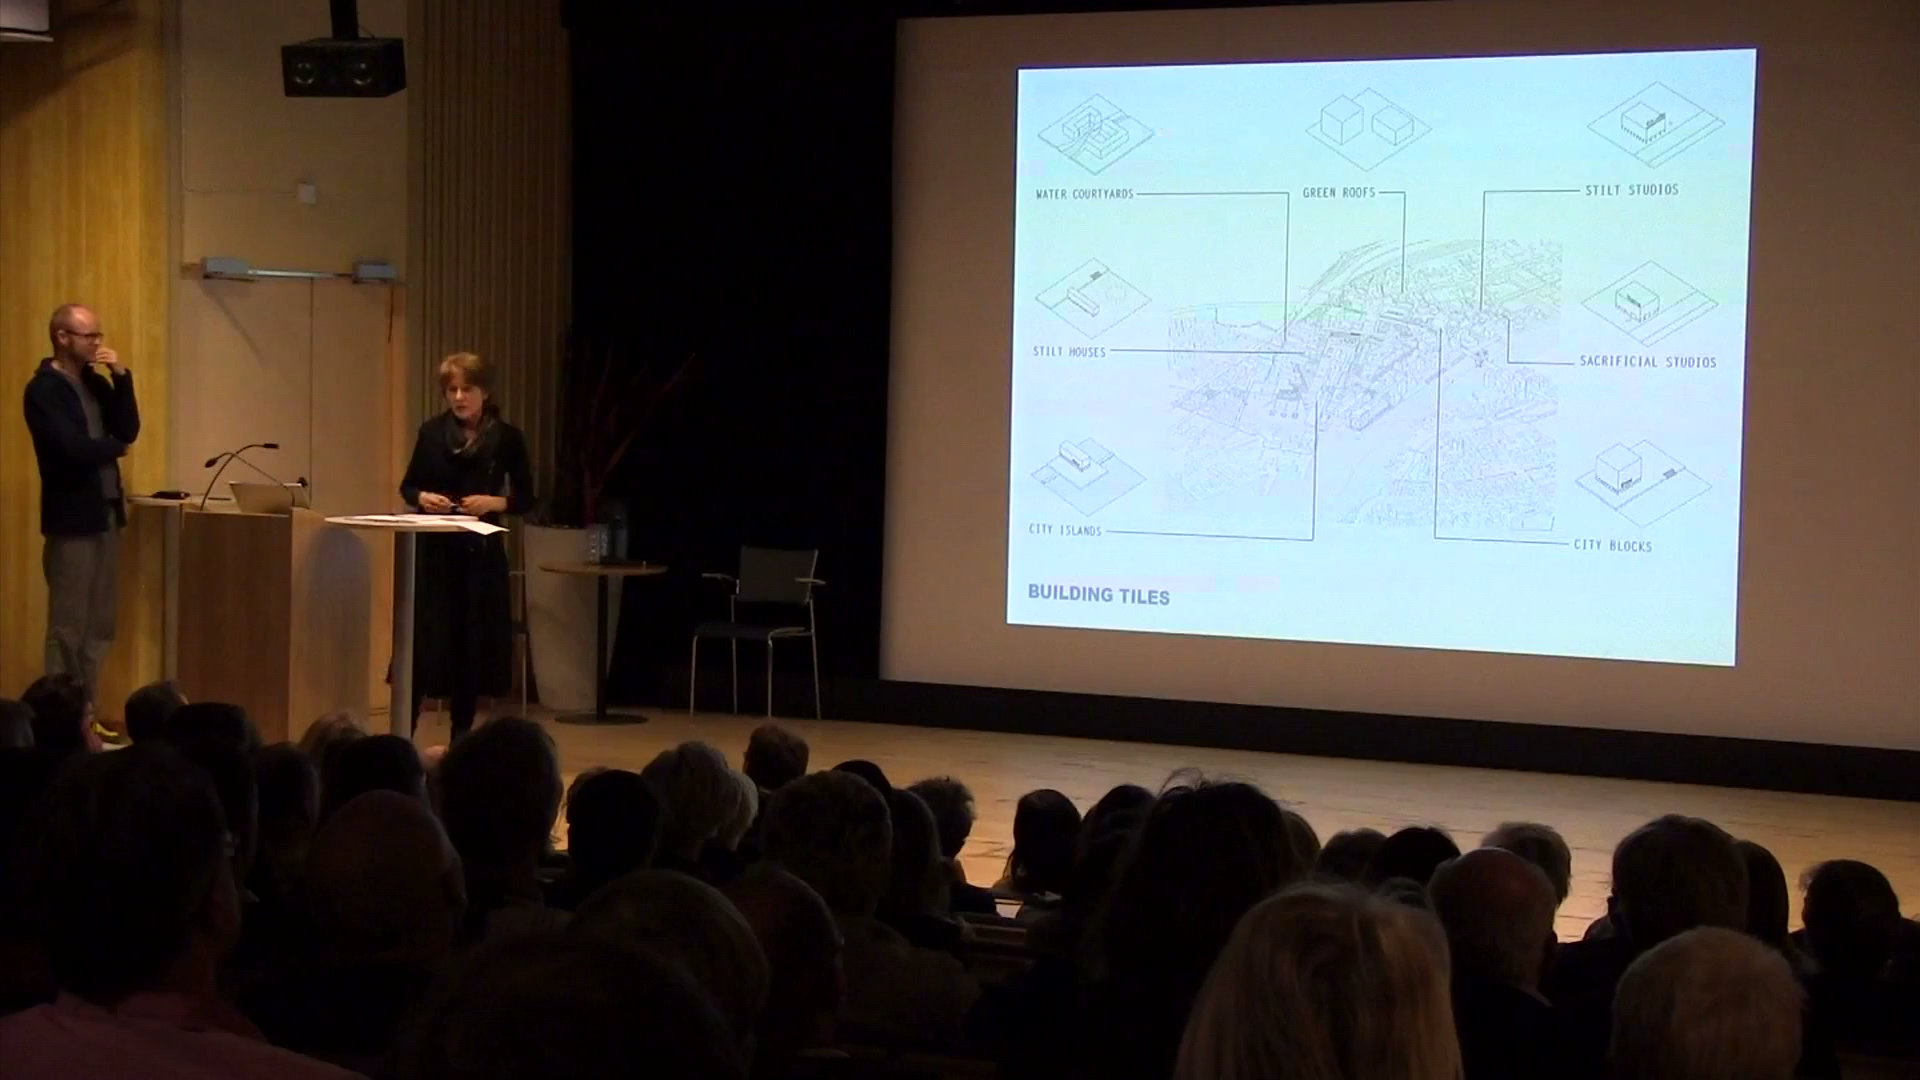 WATER COURTYARDS
GREEN ROOFS
STILT STUDIOS
STILT HOUSES
SACRIFICIAL STUDIOS
CITY ISLANDS
CITY BLOCKS
BUILDING TILES